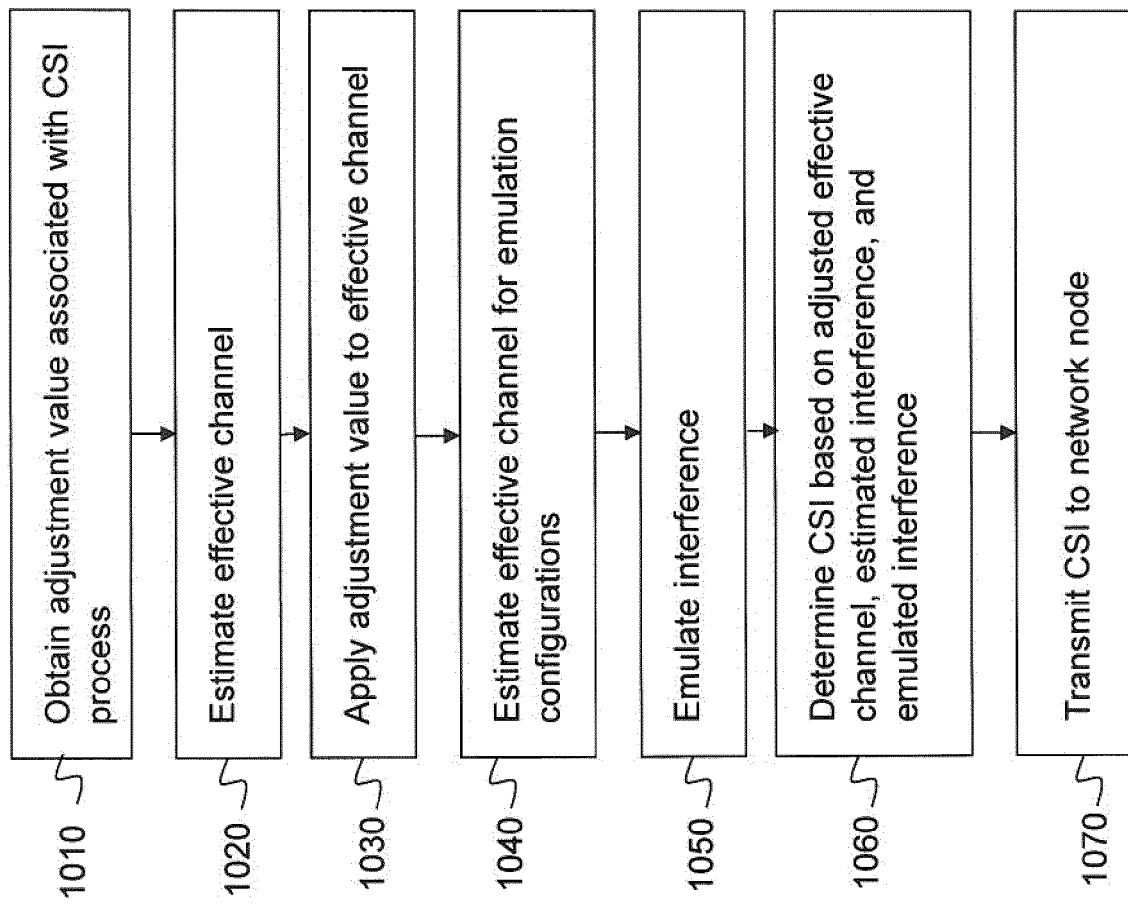 1010
Obtain adjustment value associated with CSI
process
1020
Estimate effective channel
1030
Apply adjustment value to effective channel
1040
Estimate effective channel for emulation
configurations
1050
Emulate interference
1060
Determine CSI based on adjusted effective
channel, estimated interference, and
emulated interference
1070
Transmit CSI to network node